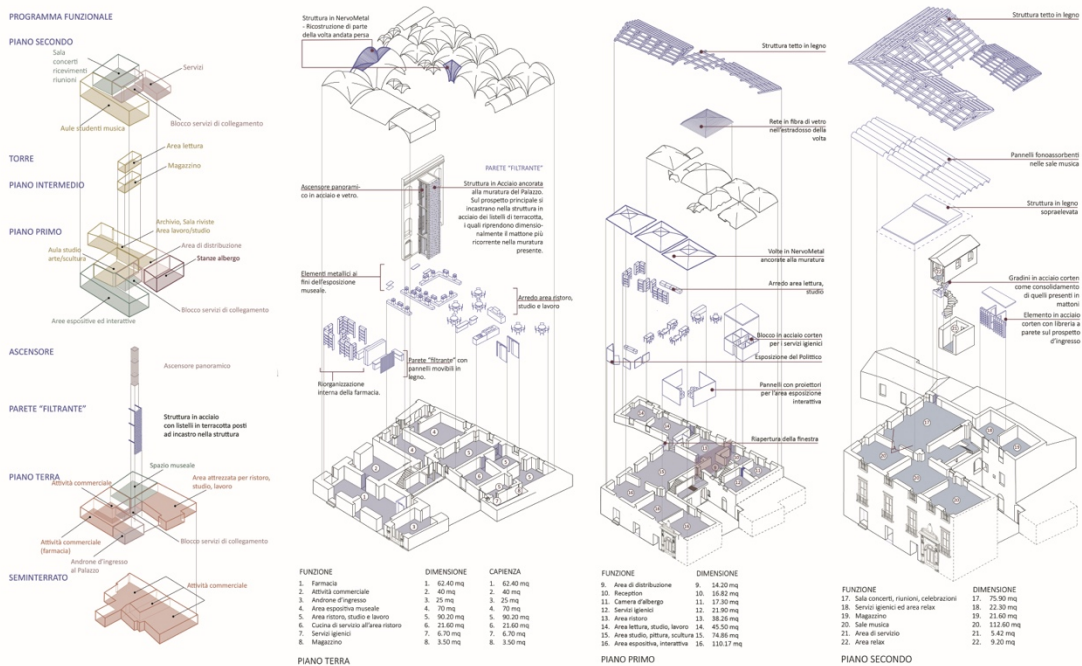 PROGRAMMA FUNZIONALE
PIANO SECONDO
Sala
concerti
ricevimenti
riunioni
Servizi
Blocco servizi di collegamento
Aule studenti musica
TORRE
Area lettura
Magazzino
PIANO INTERMEDIO
PIANO PRIMO
Archivio, Sala riviste
Area lavoro/studio
Aula studio
arte/scultura
Area di distribuzione
Stanze albergo
Blocco servizi di collegamento
Aree espositive ed interattive
ASCENSORE
Ascensore panoramico
PARETE "FILTRANTE"
Struttura in acciaio
con listelli in terracotta posti
ad incastro nella struttura
PIANO TERRA
Spazio museale
Attività commerciale
Area attrezzata per ristoro,
studio, lavoro
Attività commerciale
(farmacia)
Blocco servizi di collegamento
Androne d'ingresso
al Palazzo
SEMINTERRATO
Attività commerciale
Struttura in NervoMetal
- Ricostruzione di parte
della volta andata persa
PARETE "FILTRANTE"
Ascensore panorami-
co in acciaio e vetro.
Struttura in Acciaio ancorata
alla muratura del Palazzo.
Sul prospetto principale si
incastrano nella struttura in
acciaio dei listelli di terracotta,
i quali riprendono dimensio-
nalmente il mattone più
ricorrente nella muratura
presente.
Elementi metallici ai
fini dell'esposizione
museale.
Arredo area ristoro,
studio e lavoro
Parete "filtrante" con
pannelli movibili in
legno.
Riorganizzazione
interna della farmacia.
FUNZIONE DIMENSIONE CAPIENZA
1. Farmacia 1. 62.40 mq 1. 62.40 mq
2. Attività commerciale 2. 40 mq 2. 40 mq
3. Androne d'ingresso 3. 25 mq 3. 25 mq
4. Area espositiva museale 4. 70 mq 4. 70 mq
5. Area ristoro, studio e lavoro 5. 90.20 mq 5. 90.20 mq
6. Cucina di servizio all'area ristoro 6. 21.60 mq 6. 21.60 mq
7. Servizi igienici 7. 6.70 mq 7. 6.70 mq
8. Magazzino 8. 3.50 mq 8. 3.50 mq
PIANO TERRA
Struttura tetto in legno
Rete in fibra di vetro
nell'estradosso della
volta
Volte in NervoMetal
ancorate alla muratura
Arredo area lettura,
studio
Blocco in acciaio corten
per i servizi igienici
Esposizione del Polittico
Pannelli con proiettori
per l'area esposizione
interattiva
Riapertura della finestra
FUNZIONE DIMENSIONE
9. Area di distribuzione 9. 14.20 mq
10. Reception 10. 16.82 mq
11. Camera d'albergo 11. 17.30 mq
12. Servizi igienici 12. 21.90 mq
13. Area ristoro 13. 38.26 mq
14. Area lettura, studio, lavoro 14. 45.50 mq
15. Area studio, pittura, scultura 15. 74.86 mq
16. Area espositiva, interattiva 16. 110.17 mq
PIANO PRIMO
Struttura tetto in legno
Pannelli fonoassorbenti
nelle sale musica
Struttura in legno
sopraelevata
Gradini in acciaio corten
come consolidamento
di quelli presenti in
mattoni
Elemento in acciaio
corten con libreria a
parete sul prospetto
d'ingresso
FUNZIONE DIMENSIONE
17. Sala concerti, riunioni, celebrazioni 17. 75.90 mq
18. Servizi igienici ed area relax 18. 22.30 mq
19. Magazzino 19. 21.60 mq
20. Sale musica 20. 112.60 mq
21. Area di servizio 21. 5.42 mq
22. Area relax 22. 9.20 mq
PIANO SECONDO